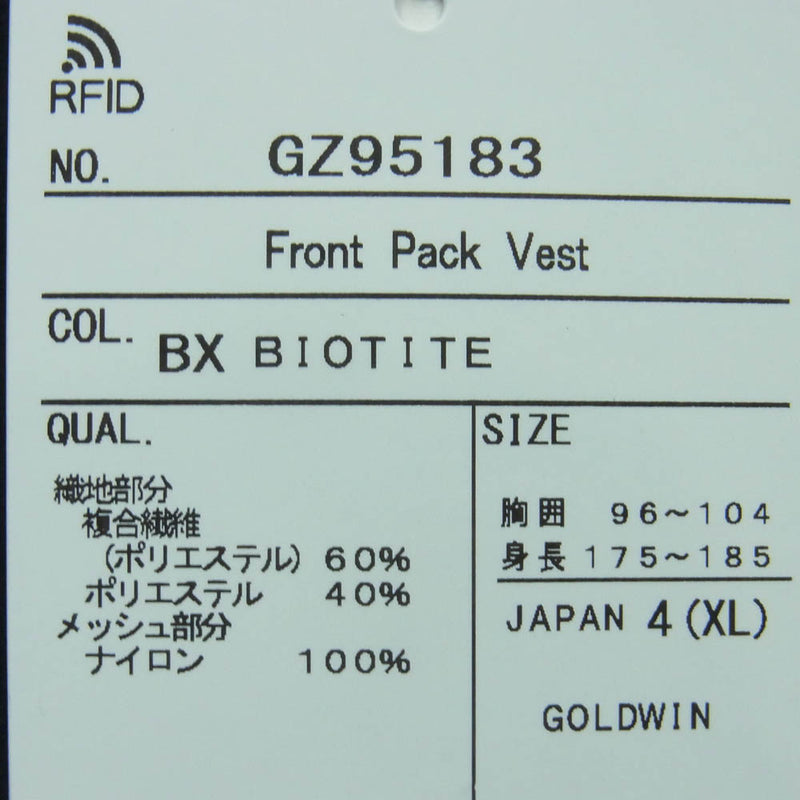 RFID
NO. GZ95183
Front Pack Vest
COL. BX BIOTITE
QUAL.
織地部分
複合繊維
(ポリエステル) 60%
ポリエステル 40%
メッシュ部分
ナイロン 100%
SIZE
胸囲 96~104
身長 175~185
JAPAN 4(XL)
GOLDWIN